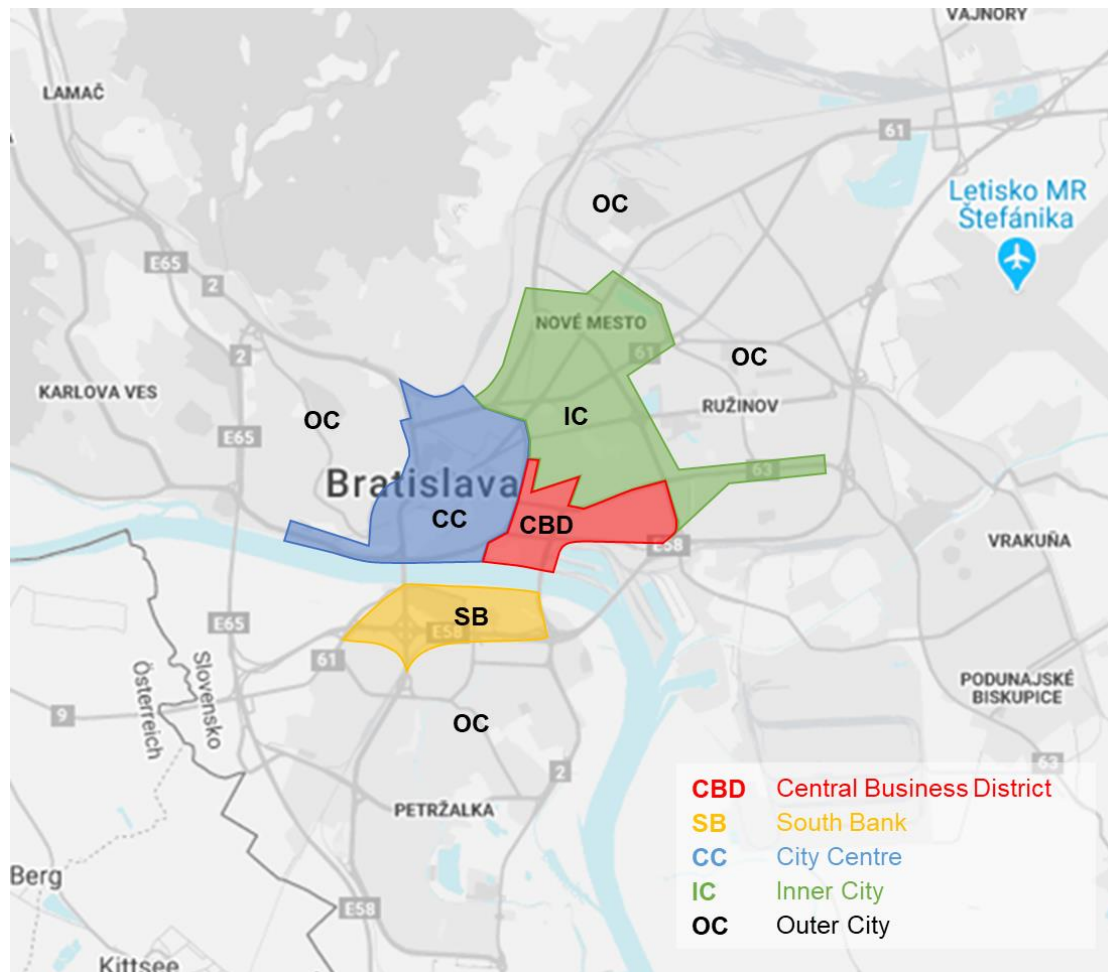 VAJNORY
LAMAČ
61
OC
Letisko MR
Štefánika
E65
2
NOVÉ MESTO
2
61
OC
KARLOVA VES
RUŽINOV
OC
IC
E65
63
Bratislava
CC
CBD
E58
VRAKUŇA
SB
E65
E58
61
Slovensko
Österreich
PODUNAJSKÉ
BISKUPICE
9
OC
63
2
PETRŽALKA
CBD Central Business District
SB South Bank
CC City Centre
IC Inner City
OC Outer City
Berg
E58
Kittsee